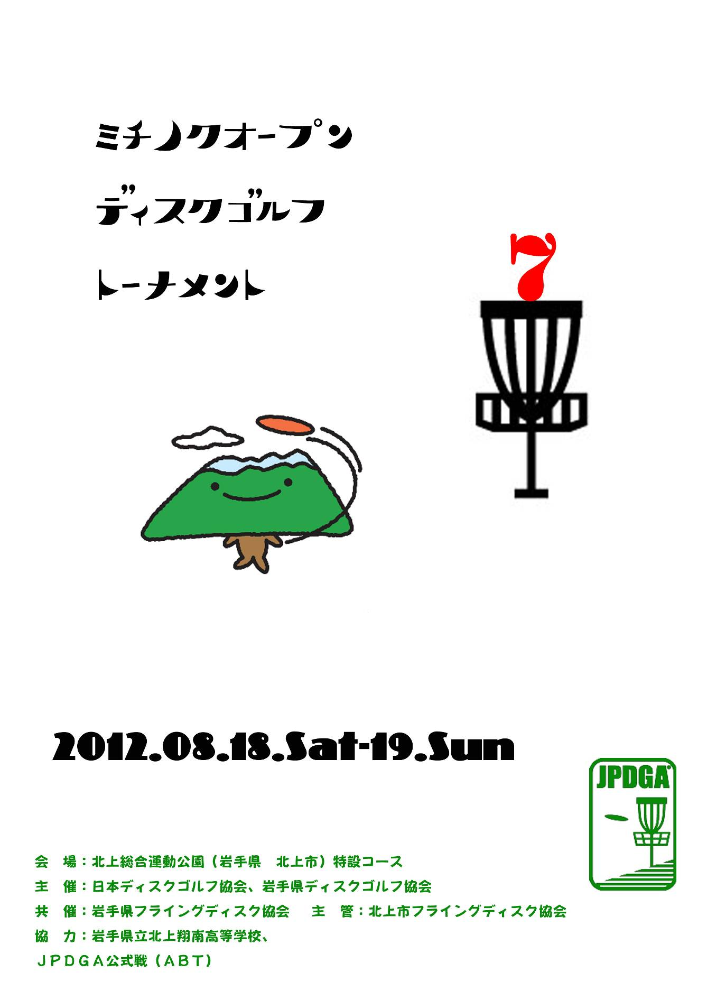 ミチノクオープン
ディスクゴルフ
トーナメント
7
2012.08.18.Sat-19.Sun
JPDGA
会　場：北上総合運動公園（岩手県　北上市）特設コース
主　催：日本ディスクゴルフ協会、岩手県ディスクゴルフ協会
共　催：岩手県フライングディスク協会　主　管：北上市フライングディスク協会
協　力：岩手県立北上翔南高等学校、
ＪＰＤＧＡ公式戦（ＡＢＴ）